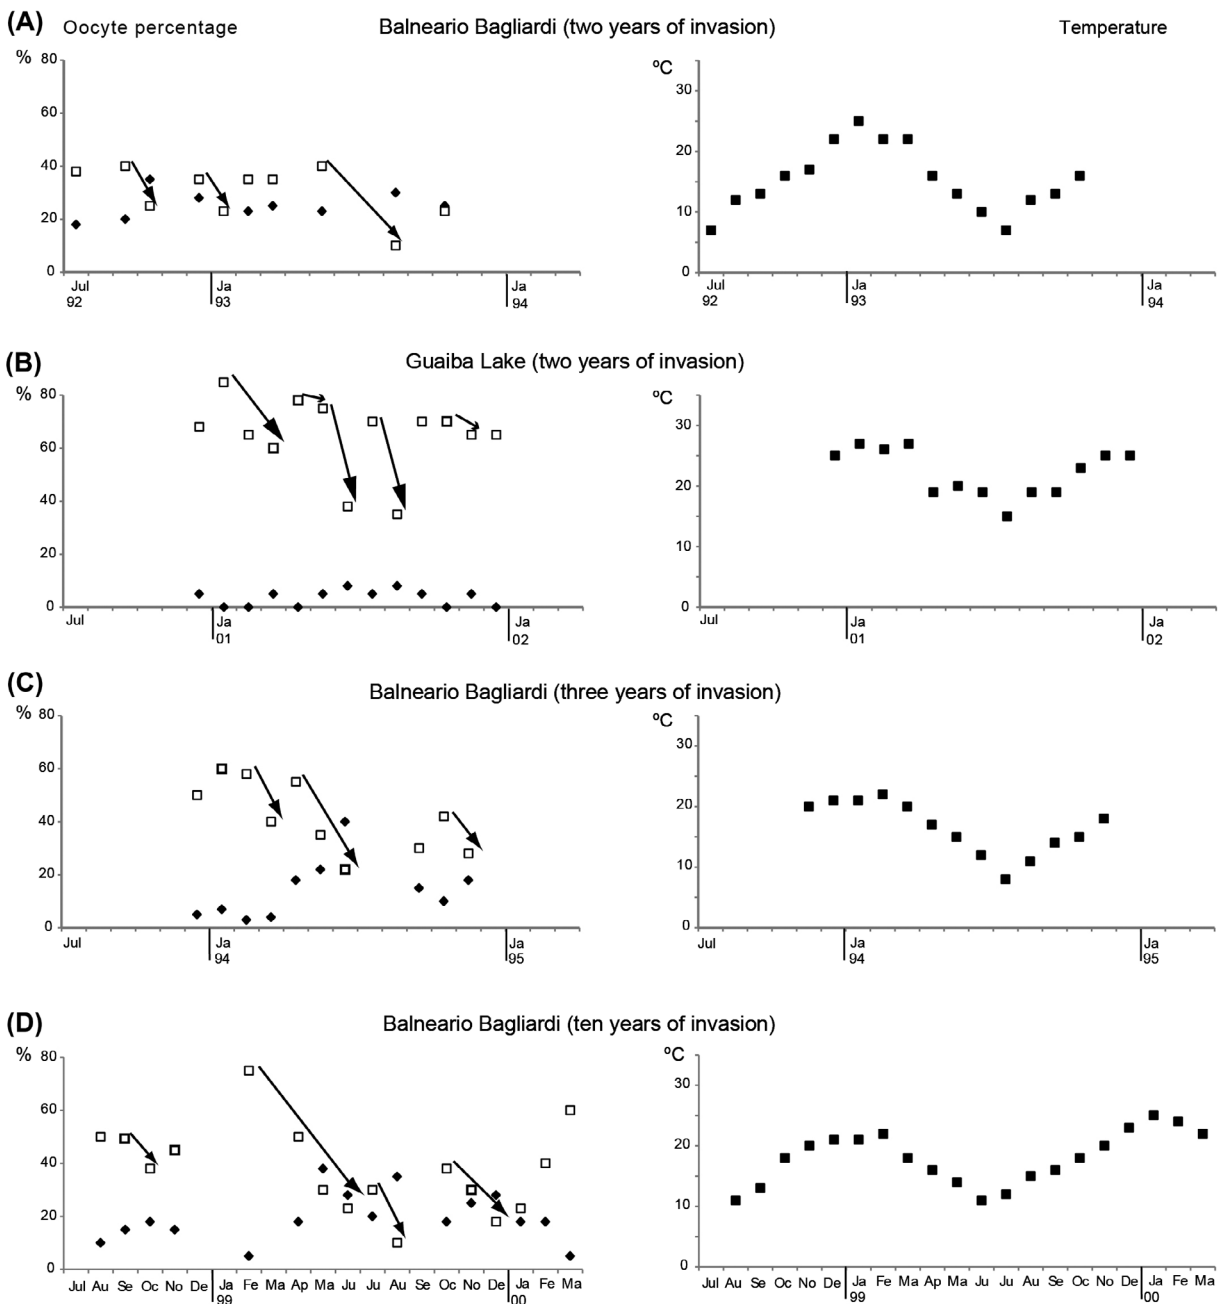 (A) Oocyte percentage Balneario Bagliardi (two years of invasion) Temperature
% 80 ºC
30
60
20
40
10
20
0 0
Jul Ja Ja Jul Ja Ja
92 93 94 92 93 94
(B) Guaiba Lake (two years of invasion)
% 80 ºC
30
60
20
40
10
20
0 0
Jul Ja Ja Jul Ja Ja
01 02 01 02
(C) Balneario Bagliardi (three years of invasion)
% 80 ºC
30
60
20
40
10
20
0 0
Jul Ja Ja Jul Ja Ja
94 95 94 95
(D) Balneario Bagliardi (ten years of invasion)
% 80 ºC
30
60
20
40
10
20
0 0
Jul Au Se Oc No De Ja Fe Ma Ap Ma Ju Ju Au Se Oc No De Ja Fe Ma Jul Au Se Oc No De Ja Fe Ma Ap Ma Ju Ju Au Se Oc No De Ja Fe Ma
99 00 99 00